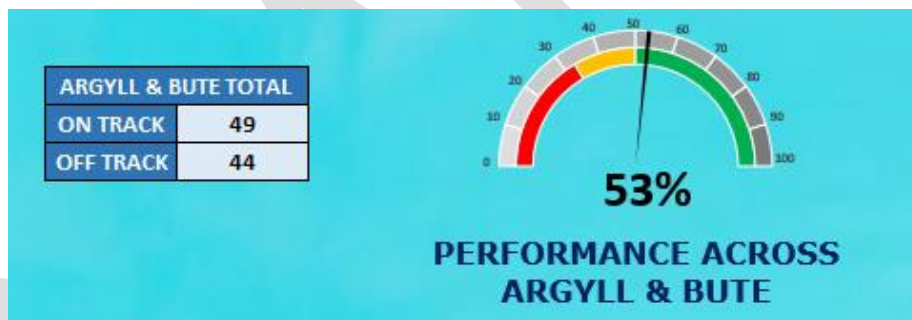 ARGYLL & BUTE TOTAL
ON TRACK 49
OFF TRACK 44
0
10
20
30
40
50
60
70
80
90
100
53%
PERFORMANCE ACROSS
ARGYLL & BUTE